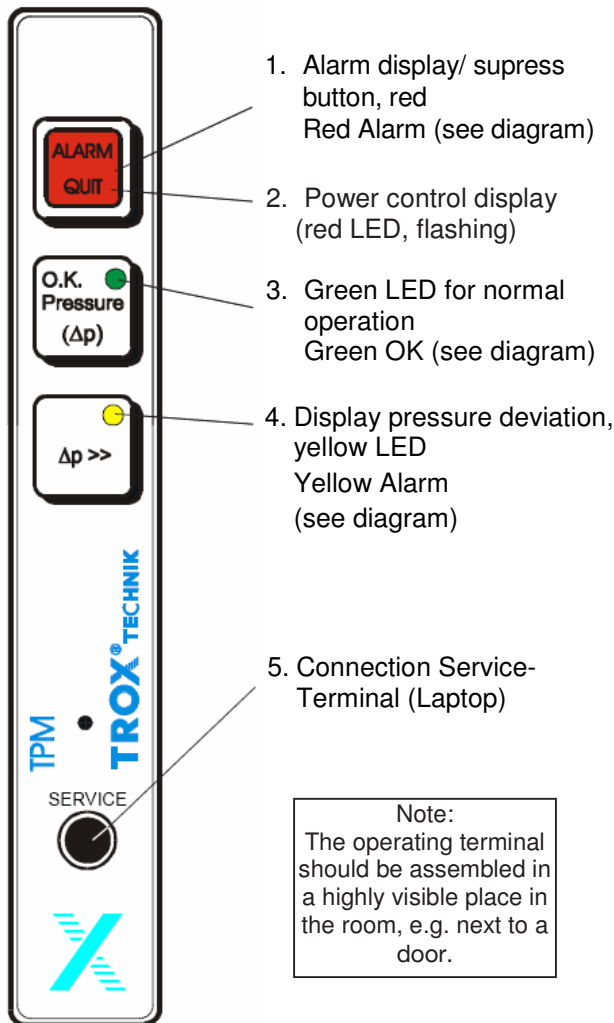 ALARM
QUIT
O.K.
Pressure
(Δp)
Δp >>
TPM
TROX® TECHNIK
SERVICE
1. Alarm display/ supress
button, red
Red Alarm (see diagram)
2. Power control display
(red LED, flashing)
3. Green LED for normal
operation
Green OK (see diagram)
4. Display pressure deviation,
yellow LED
Yellow Alarm
(see diagram)
5. Connection Service-
Terminal (Laptop)
Note:
The operating terminal
should be assembled in
a highly visible place in
the room, e.g. next to a
door.